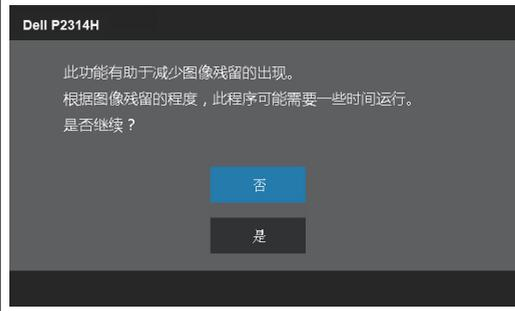 Dell P2314H
此功能有助于减少图像残留的出现。
根据图像残留的程度，此程序可能需要一些时间运行。
是否继续？
否
是